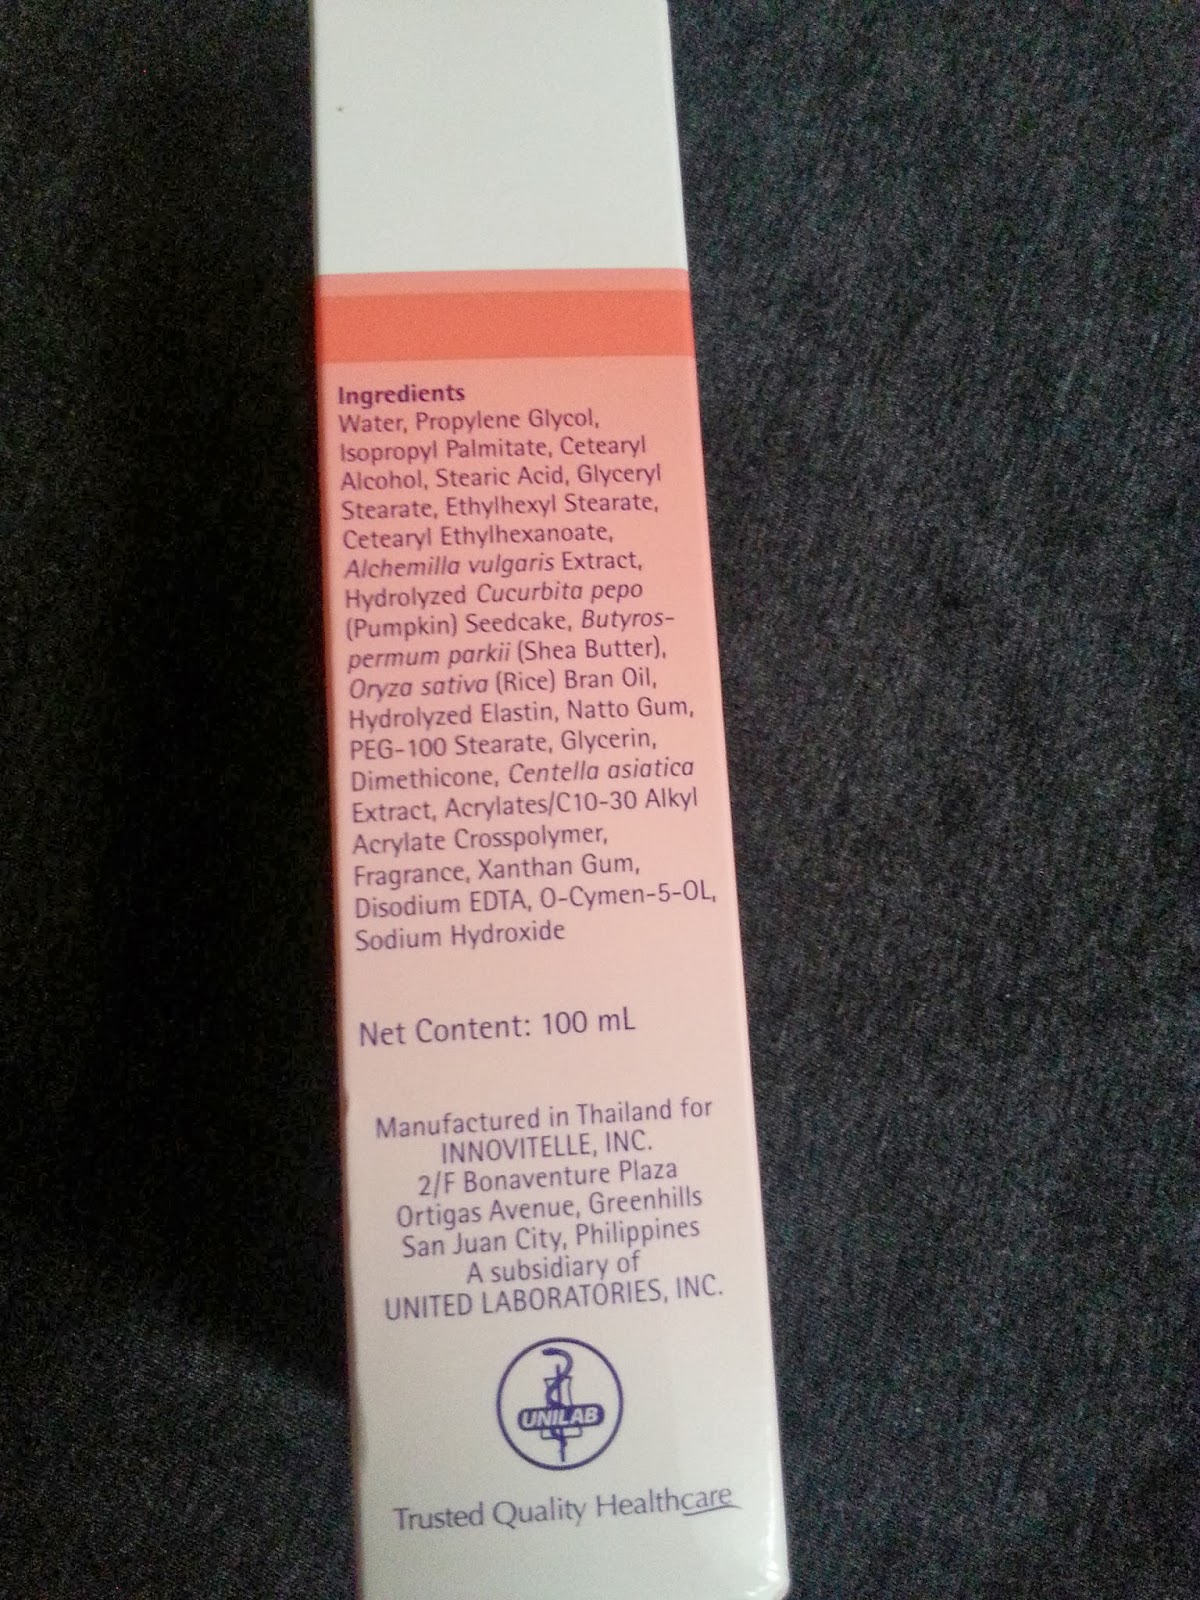 Ingredients
Water, Propylene Glycol,
Isopropyl Palmitate, Cetearyl
Alcohol, Stearic Acid, Glyceryl
Stearate, Ethylhexyl Stearate,
Cetearyl Ethylhexanoate,
Alchemilla vulgaris Extract,
Hydrolyzed Cucurbita pepo
(Pumpkin) Seedcake, Butyros-
permum parkii (Shea Butter),
Oryza sativa (Rice) Bran Oil,
Hydrolyzed Elastin, Natto Gum,
PEG-100 Stearate, Glycerin,
Dimethicone, Centella asiatica
Extract, Acrylates/C10-30 Alkyl
Acrylate Crosspolymer,
Fragrance, Xanthan Gum,
Disodium EDTA, O-Cymen-5-OL,
Sodium Hydroxide
Net Content: 100 mL
Manufactured in Thailand for
INNOVITELLE, INC.
2/F Bonaventure Plaza
Ortigas Avenue, Greenhills
San Juan City, Philippines
A subsidiary of
UNITED LABORATORIES, INC.
UNILAB
Trusted Quality Healthcare